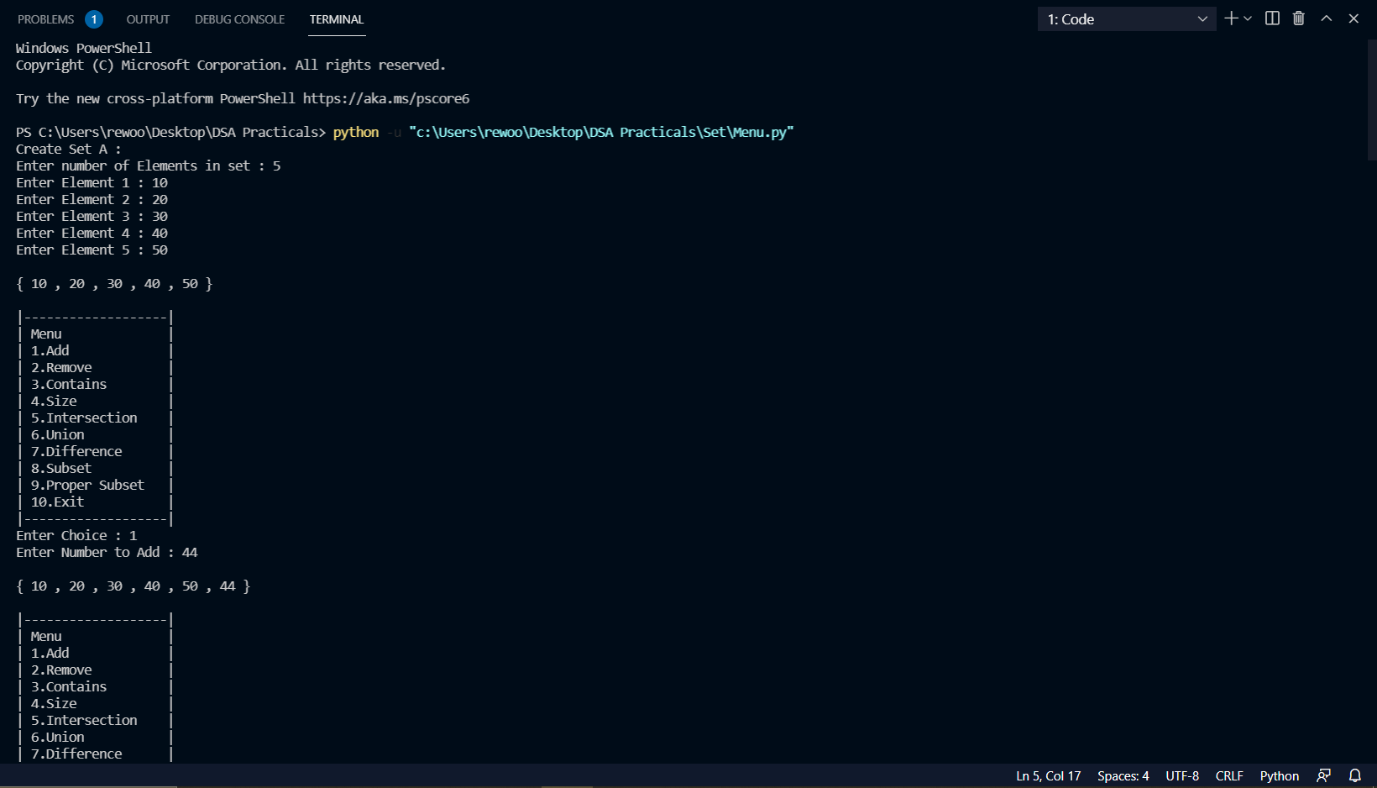 PROBLEMS 1 OUTPUT DEBUG CONSOLE TERMINAL 1: Code
Windows PowerShell
Copyright (C) Microsoft Corporation. All rights reserved.
Try the new cross-platform PowerShell https://aka.ms/pscore6
PS C:\Users\rewoo\Desktop\DSA Practicals> python -u "c:\Users\rewoo\Desktop\DSA Practicals\Set\Menu.py"
Create Set A :
Enter number of Elements in set : 5
Enter Element 1 : 10
Enter Element 2 : 20
Enter Element 3 : 30
Enter Element 4 : 40
Enter Element 5 : 50
{ 10 , 20 , 30 , 40 , 50 }
|-------------------|
| Menu              |
| 1.Add             |
| 2.Remove          |
| 3.Contains        |
| 4.Size            |
| 5.Intersection    |
| 6.Union           |
| 7.Difference      |
| 8.Subset          |
| 9.Proper Subset   |
| 10.Exit           |
|-------------------|
Enter Choice : 1
Enter Number to Add : 44
{ 10 , 20 , 30 , 40 , 50 , 44 }
|-------------------|
| Menu              |
| 1.Add             |
| 2.Remove          |
| 3.Contains        |
| 4.Size            |
| 5.Intersection    |
| 6.Union           |
| 7.Difference      |
Ln 5, Col 17 Spaces: 4 UTF-8 CRLF Python